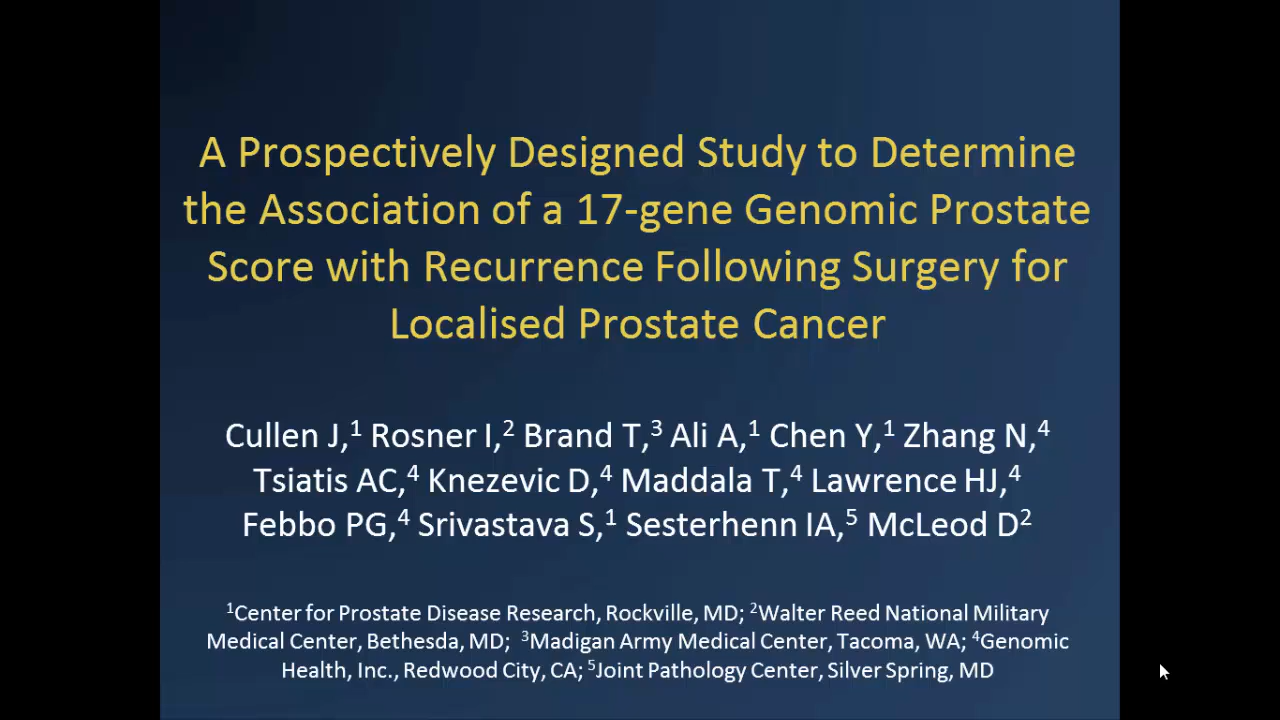 A Prospectively Designed Study to Determine
the Association of a 17-gene Genomic Prostate
Score with Recurrence Following Surgery for
Localised Prostate Cancer
Cullen J,¹ Rosner I,² Brand T,³ Ali A,¹ Chen Y,¹ Zhang N,⁴
Tsiatis AC,⁴ Knezevic D,⁴ Maddala T,⁴ Lawrence HJ,⁴
Febbo PG,⁴ Srivastava S,¹ Sesterhenn IA,⁵ McLeod D²
¹Center for Prostate Disease Research, Rockville, MD; ²Walter Reed National Military
Medical Center, Bethesda, MD; ³Madigan Army Medical Center, Tacoma, WA; ⁴Genomic
Health, Inc., Redwood City, CA; ⁵Joint Pathology Center, Silver Spring, MD